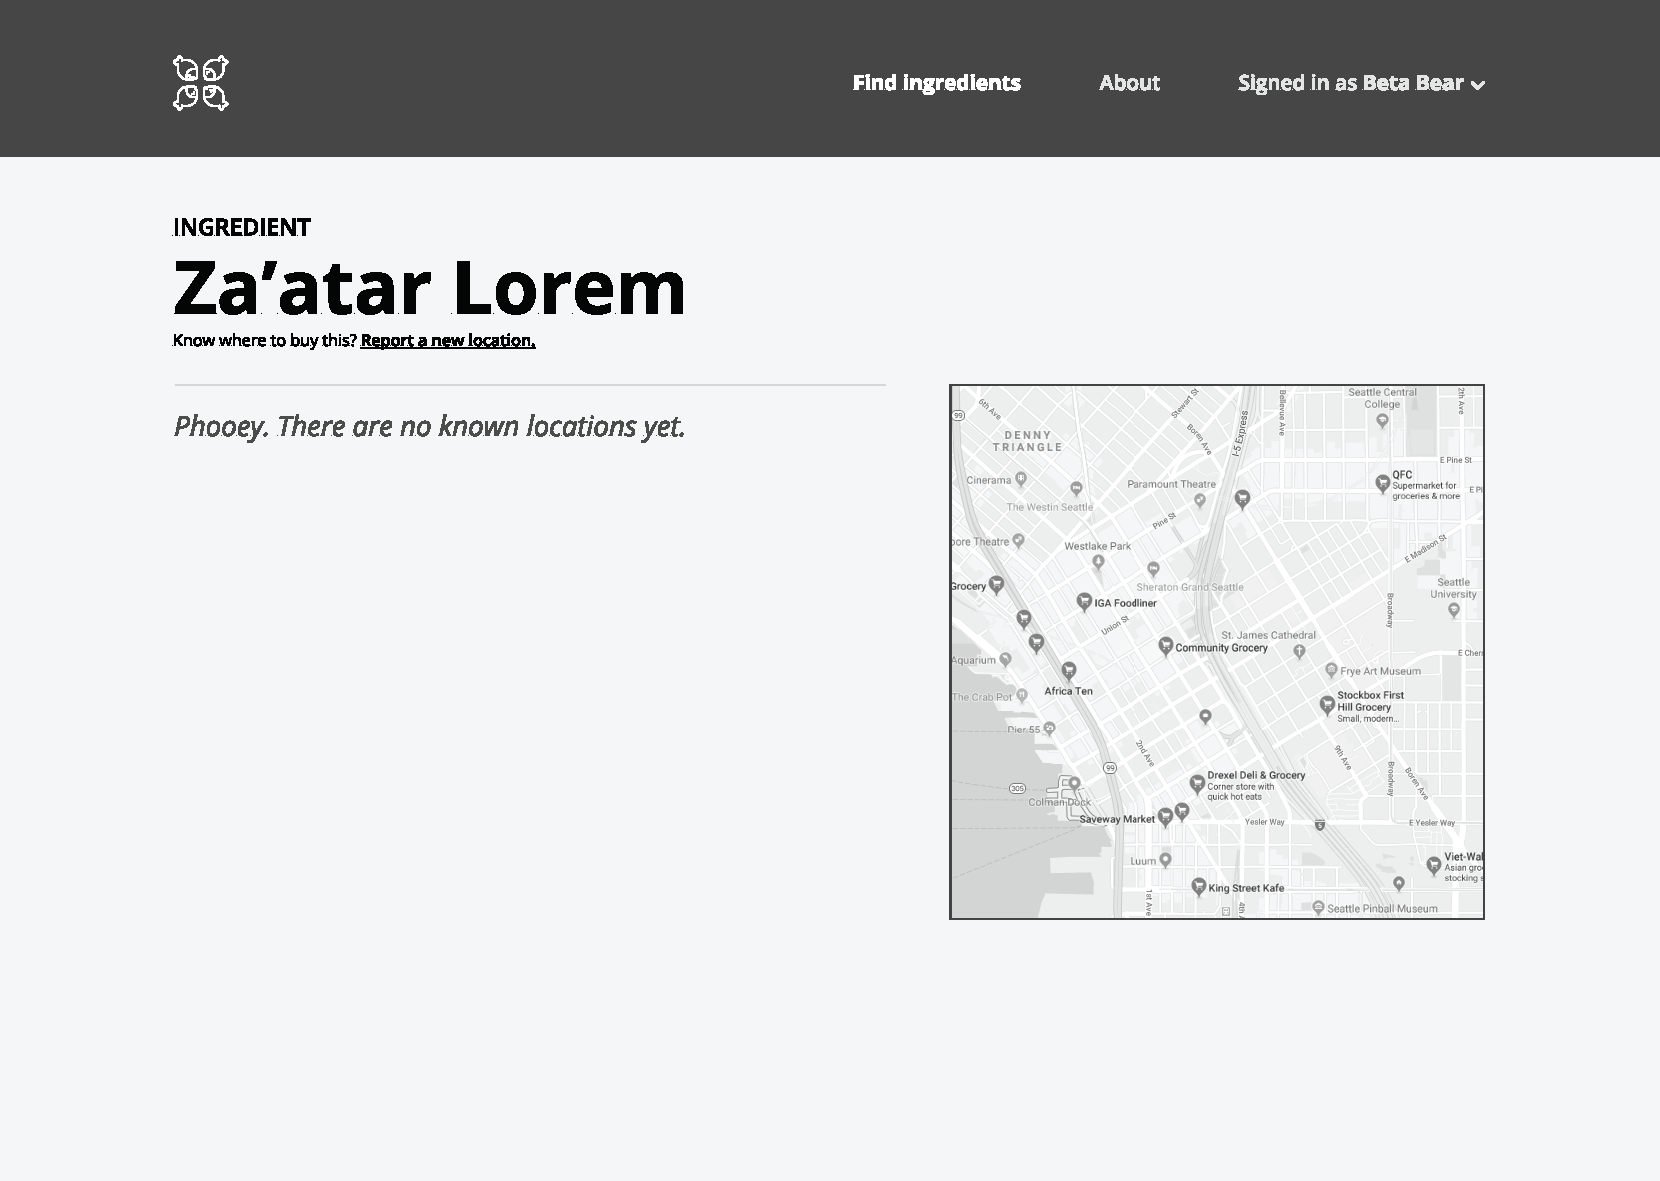 Find ingredients
About
Signed in as Beta Bear
INGREDIENT
Za’atar Lorem
Know where to buy this? Report a new location.
Phooey. There are no known locations yet.
Seattle Central
College
2th Ave
6th Ave
Stewart St
Bellevue Ave
99
I-5 Express
DENNY
TRIANGLE
Boren Ave
E Pine St
Cinerama
Paramount Theatre
QFC
Supermarket for
groceries & more
E Pi
The Westin Seattle
Pine St
ore Theatre
Westlake Park
E Madison St
Grocery
Sheraton Grand Seattle
Seattle
University
IGA Foodliner
Broadway
Union St
St. James Cathedral
Community Grocery
E Cherr
Aquarium
Frye Art Museum
The Crab Pot
Africa Ten
Stockbox First
Hill Grocery
Small, modern...
Pier 55
2nd Ave
9th Ave
99
Drexel Deli & Grocery
Corner store with
quick hot eats
Broadway
Boren Ave
305
Colman Dock
Saveway Market
Yesler Way
5
E Yesler Way
Luum
Viet-Wah
Asian gro
stocking s
King Street Kafe
1st Ave
4th A
Seattle Pinball Museum